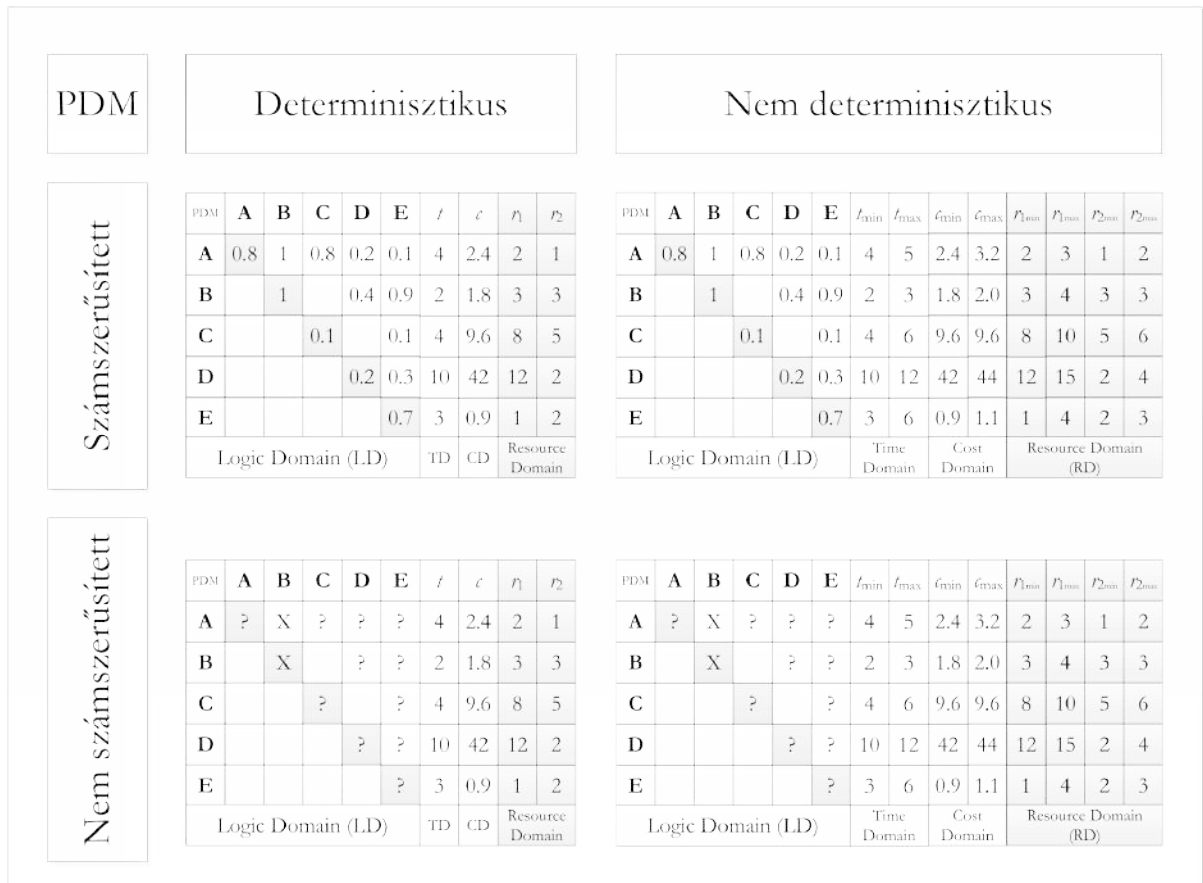 PDM Determinisztikus Nem determinisztikus
Számszerűsített
PDM A B C D E t c r1 r2
A 0.8 1 0.8 0.2 0.1 4 2.4 2 1
B 1 0.4 0.9 2 1.8 3 3
C 0.1 0.1 4 9.6 8 5
D 0.2 0.3 10 42 12 2
E 0.7 3 0.9 1 2
Logic Domain (LD) TD CD Resource
Domain
PDM A B C D E tmin tmax cmin cmax r1min r1max r2min r2max
A 0.8 1 0.8 0.2 0.1 4 5 2.4 3.2 2 3 1 2
B 1 0.4 0.9 2 3 1.8 2.0 3 4 3 3
C 0.1 0.1 4 6 9.6 9.6 8 10 5 6
D 0.2 0.3 10 12 42 44 12 15 2 4
E 0.7 3 6 0.9 1.1 1 4 2 3
Logic Domain (LD) Time
Domain Cost
Domain Resource Domain
(RD)
Nem számszerűsített
PDM A B C D E t c r1 r2
A ? X ? ? ? 4 2.4 2 1
B X ? ? 2 1.8 3 3
C ? ? 4 9.6 8 5
D ? ? 10 42 12 2
E ? 3 0.9 1 2
Logic Domain (LD) TD CD Resource
Domain
PDM A B C D E tmin tmax cmin cmax r1min r1max r2min r2max
A ? X ? ? ? 4 5 2.4 3.2 2 3 1 2
B X ? ? 2 3 1.8 2.0 3 4 3 3
C ? ? 4 6 9.6 9.6 8 10 5 6
D ? ? 10 12 42 44 12 15 2 4
E ? 3 6 0.9 1.1 1 4 2 3
Logic Domain (LD) Time
Domain Cost
Domain Resource Domain
(RD)